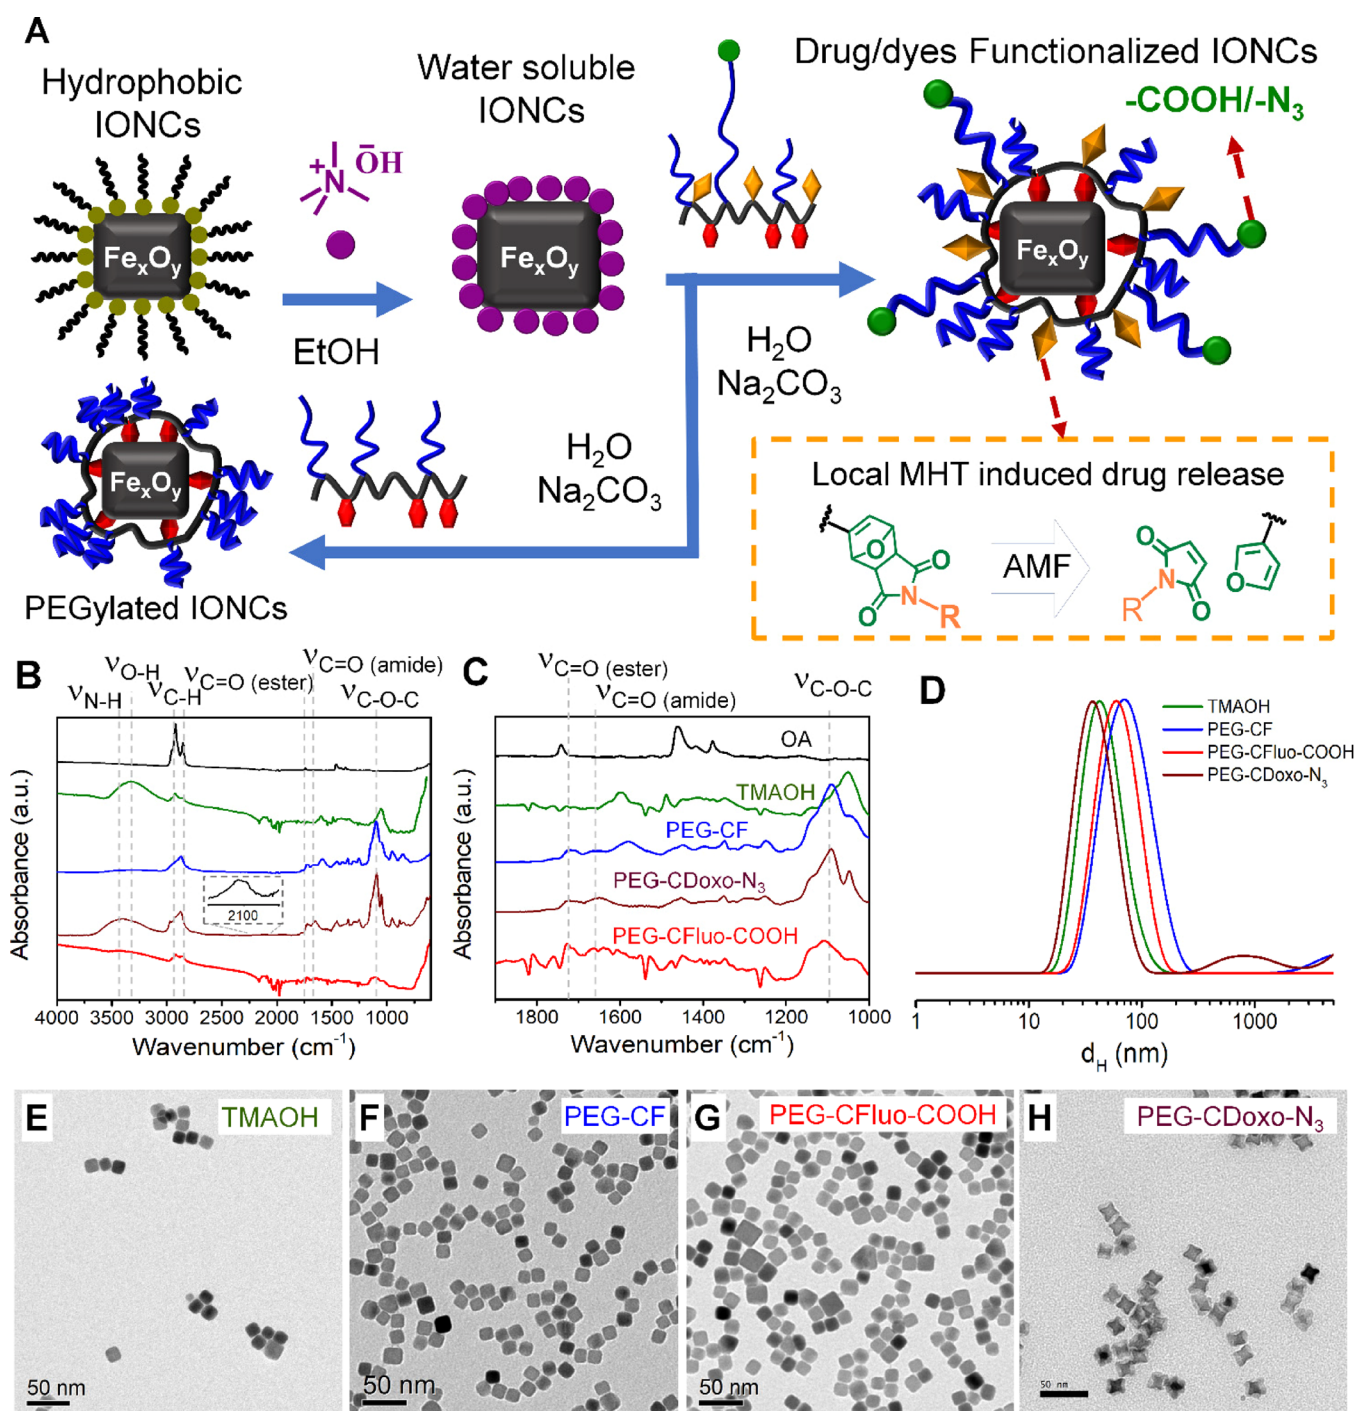 A
Hydrophobic
IONCs
Water soluble
IONCs
Drug/dyes Functionalized IONCs
-COOH/-N3
+
N
ŌH
FexOy
FexOy
FexOy
EtOH
H2O
Na2CO3
H2O
Na2CO3
FexOy
PEGylated IONCs
Local MHT induced drug release
O
O
N
R
O
AMF
O
N
R
O
O
B
νN-H
νO-H
νC-H
νC=O (ester)
νC=O (amide)
νC-O-C
2100
Absorbance (a.u.)
4000 3500 3000 2500 2000 1500 1000
Wavenumber (cm-1)
C
νC=O (ester)
νC=O (amide)
νC-O-C
OA
TMAOH
PEG-CF
PEG-CDoxo-N3
PEG-CFluo-COOH
Absorbance (a.u.)
1800 1600 1400 1200 1000
Wavenumber (cm-1)
D
TMAOH
PEG-CF
PEG-CFluo-COOH
PEG-CDoxo-N3
1 10 100 1000
dH (nm)
E
TMAOH
50 nm
F
PEG-CF
50 nm
G
PEG-CFluo-COOH
50 nm
H
PEG-CDoxo-N3
50 nm